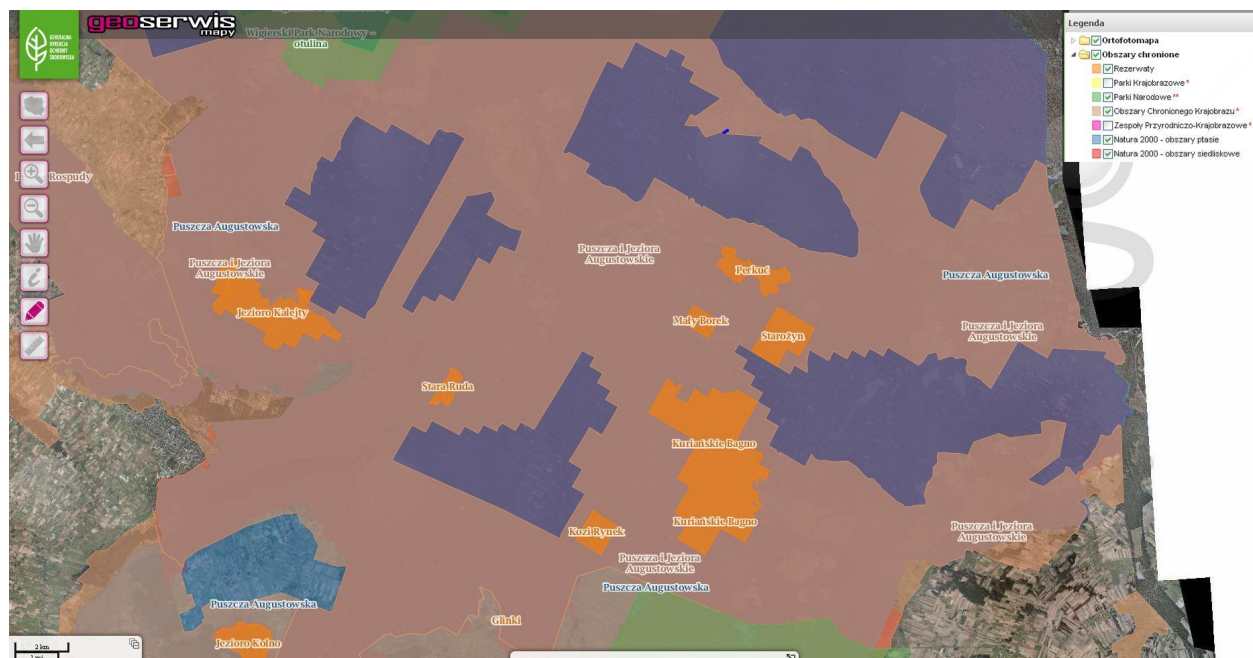 GENERALNA
DYREKCJA
OCHRONY
ŚRODOWISKA
geoserwis
mapy
Wigierski Park Narodowy –
otulina
Rospudy
Puszcza Augustowska
Puszcza i Jeziora
Augustowskie
Jezioro Kalejty
Puszcza i Jeziora
Augustowskie
Perkuć
Puszcza Augustowska
Mały Borek
Starożyn
Puszcza i Jeziora
Augustowskie
Stara Ruda
Kuriańskie Bagno
Kuriańskie Bagno
Kozi Rynek
Puszcza i Jeziora
Augustowskie
Puszcza i Jeziora
Augustowskie
Puszcza Augustowska
Puszcza Augustowska
Glinki
Jezioro Kolno
2 km
Legenda
Ortofotomapa
Obszary chronione
Rezerwaty
Parki Krajobrazowe *
Parki Narodowe **
Obszary Chronionego Krajobrazu *
Zespoły Przyrodniczo-Krajobrazowe *
Natura 2000 - obszary ptasie
Natura 2000 - obszary siedliskowe